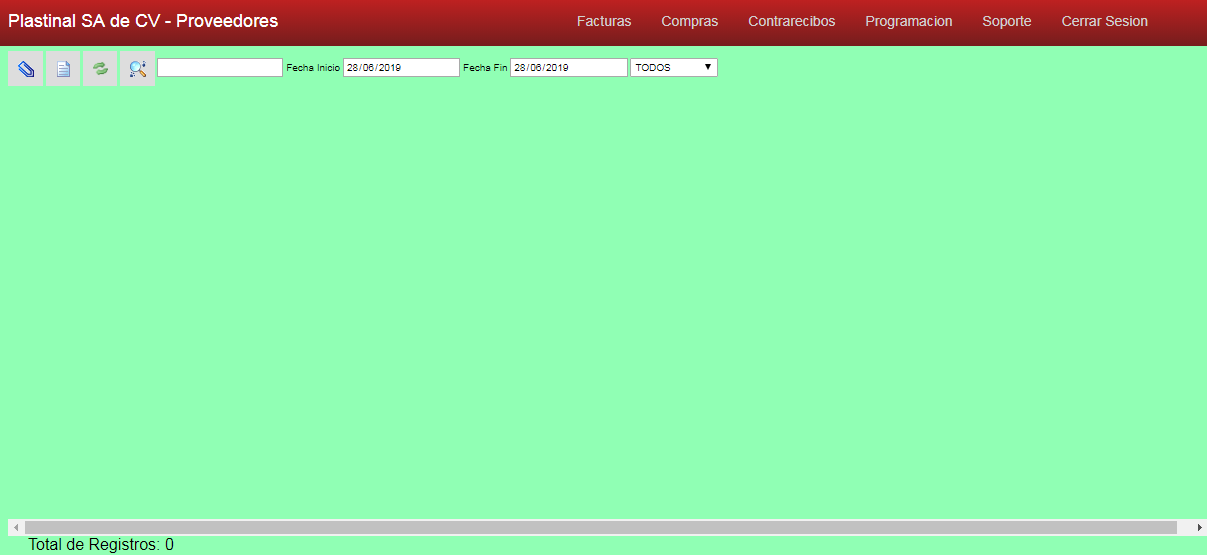 Plastinal SA de CV - Proveedores Facturas Compras Contrarecibos Programacion Soporte Cerrar Sesion
Fecha Inicio 28/06/2019 Fecha Fin 28/06/2019 TODOS
Total de Registros: 0